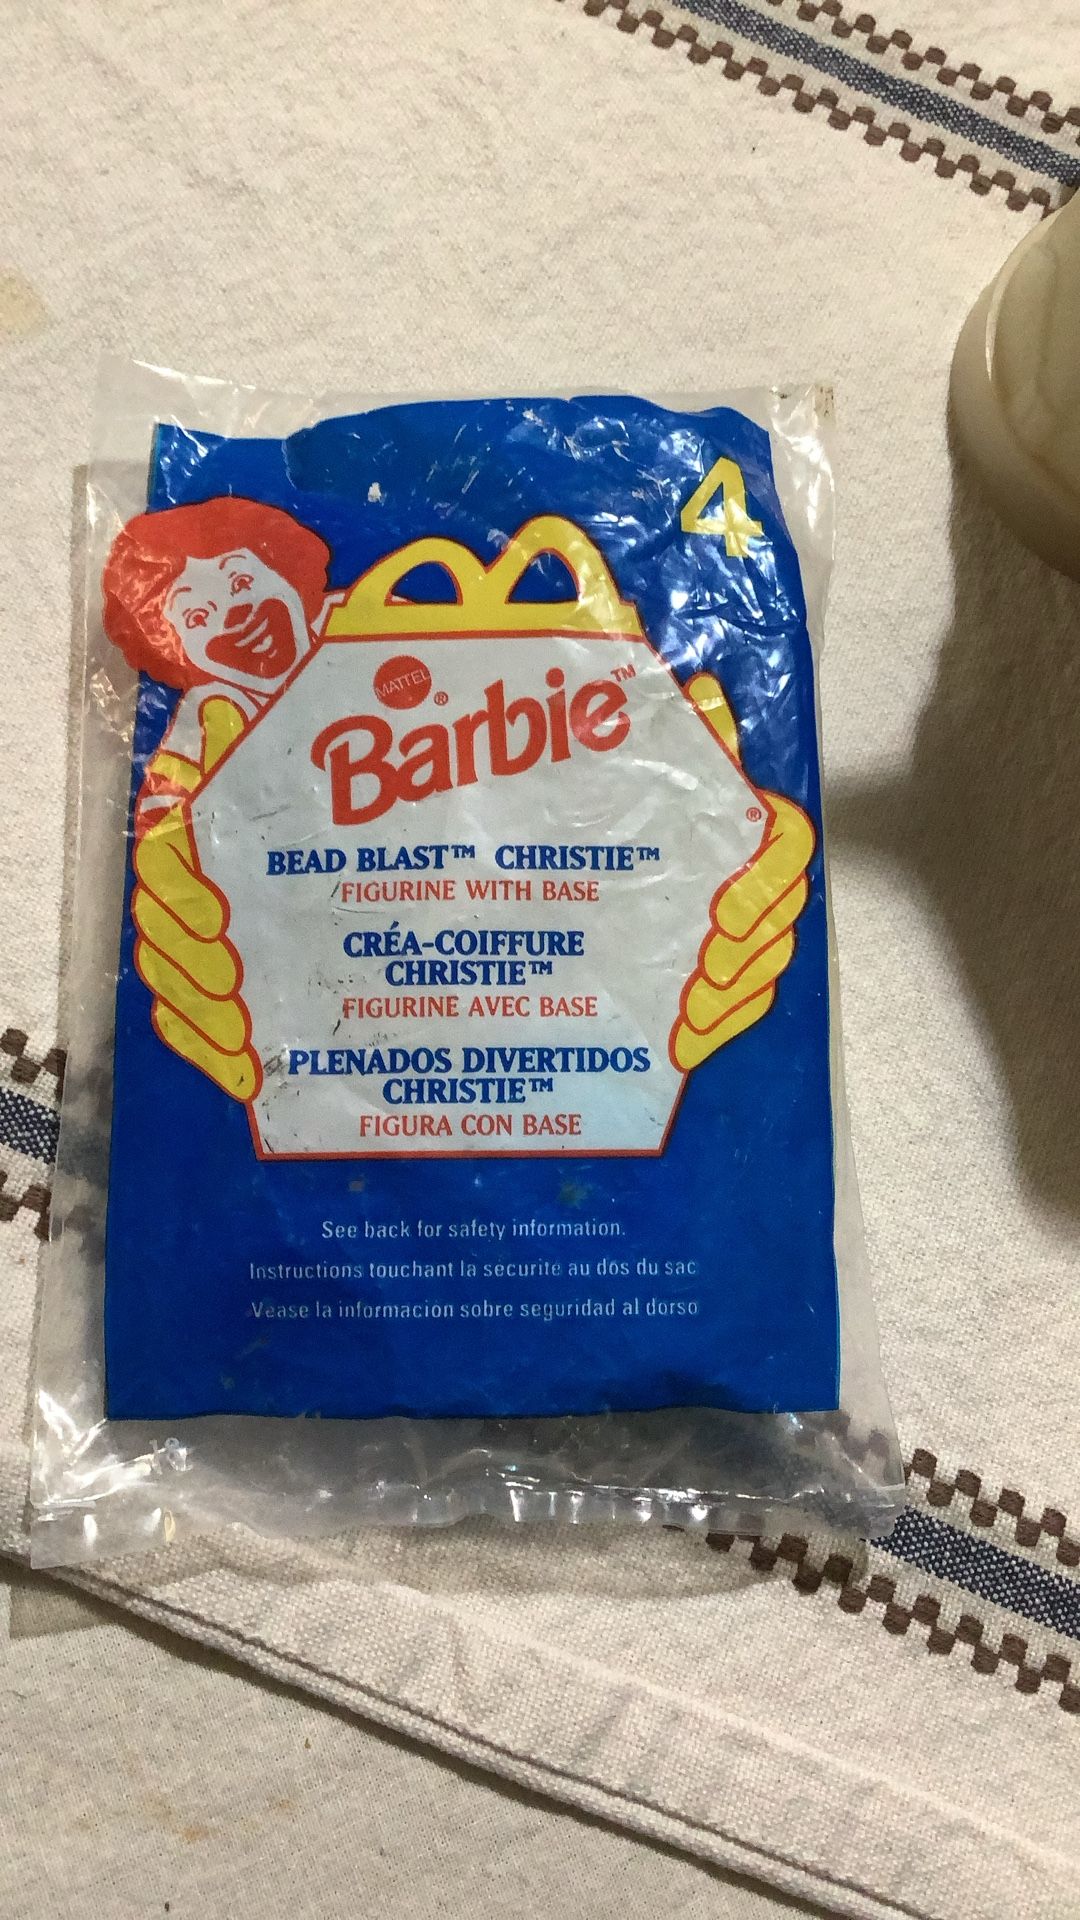 4
MATTEL®
Barbie™
®
BEAD BLAST™ CHRISTIE™
FIGURINE WITH BASE
CRÉA-COIFFURE
CHRISTIE™
FIGURINE AVEC BASE
PLENADOS DIVERTIDOS
CHRISTIE™
FIGURA CON BASE
See back for safety information.
Instructions touchant la sécurité au dos du sac
Vease la información sobre seguridad al dorso